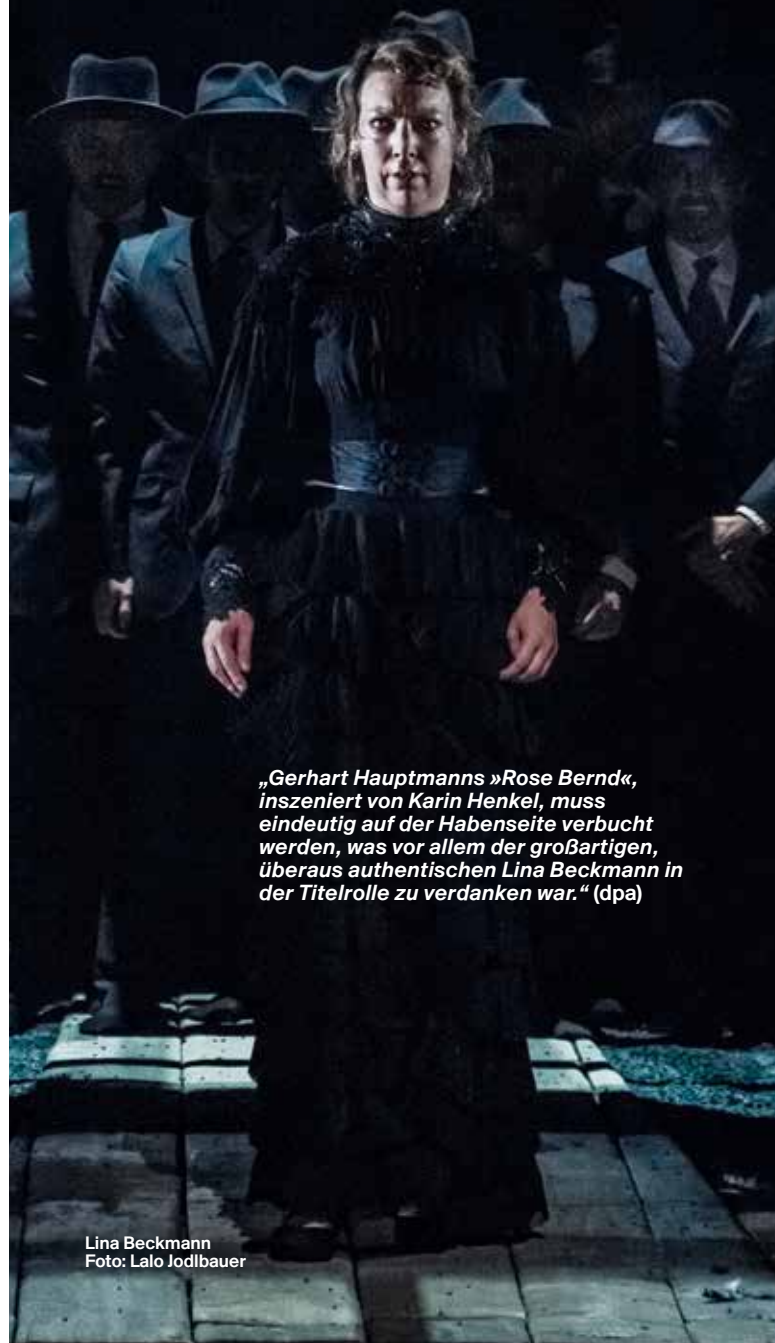 „Gerhart Hauptmanns »Rose Bernd«,
inszeniert von Karin Henkel, muss
eindeutig auf der Habenseite verbucht
werden, was vor allem der großartigen,
überaus authentischen Lina Beckmann in
der Titelrolle zu verdanken war.“ (dpa)
Lina Beckmann
Foto: Lalo Jodlbauer